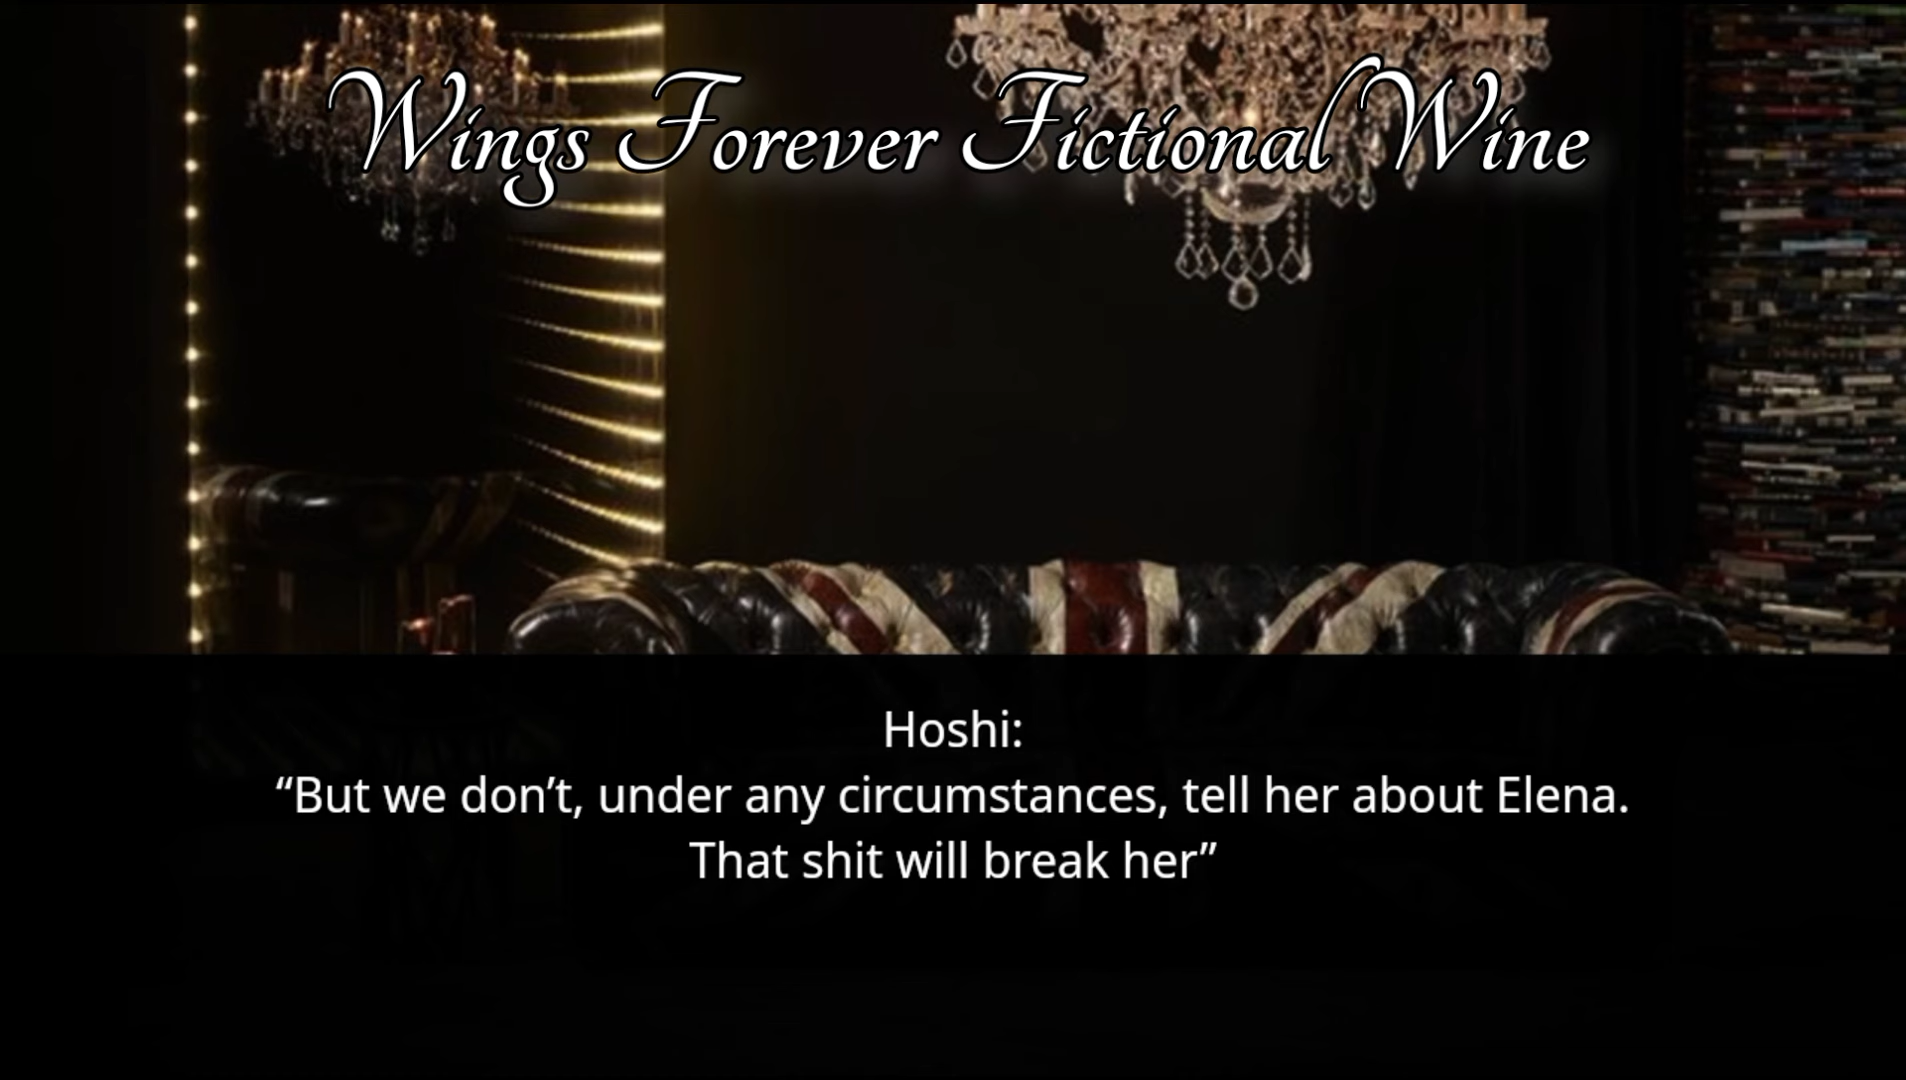 Wings Forever Fictional Wine
Hoshi:
“But we don’t, under any circumstances, tell her about Elena.
That shit will break her”